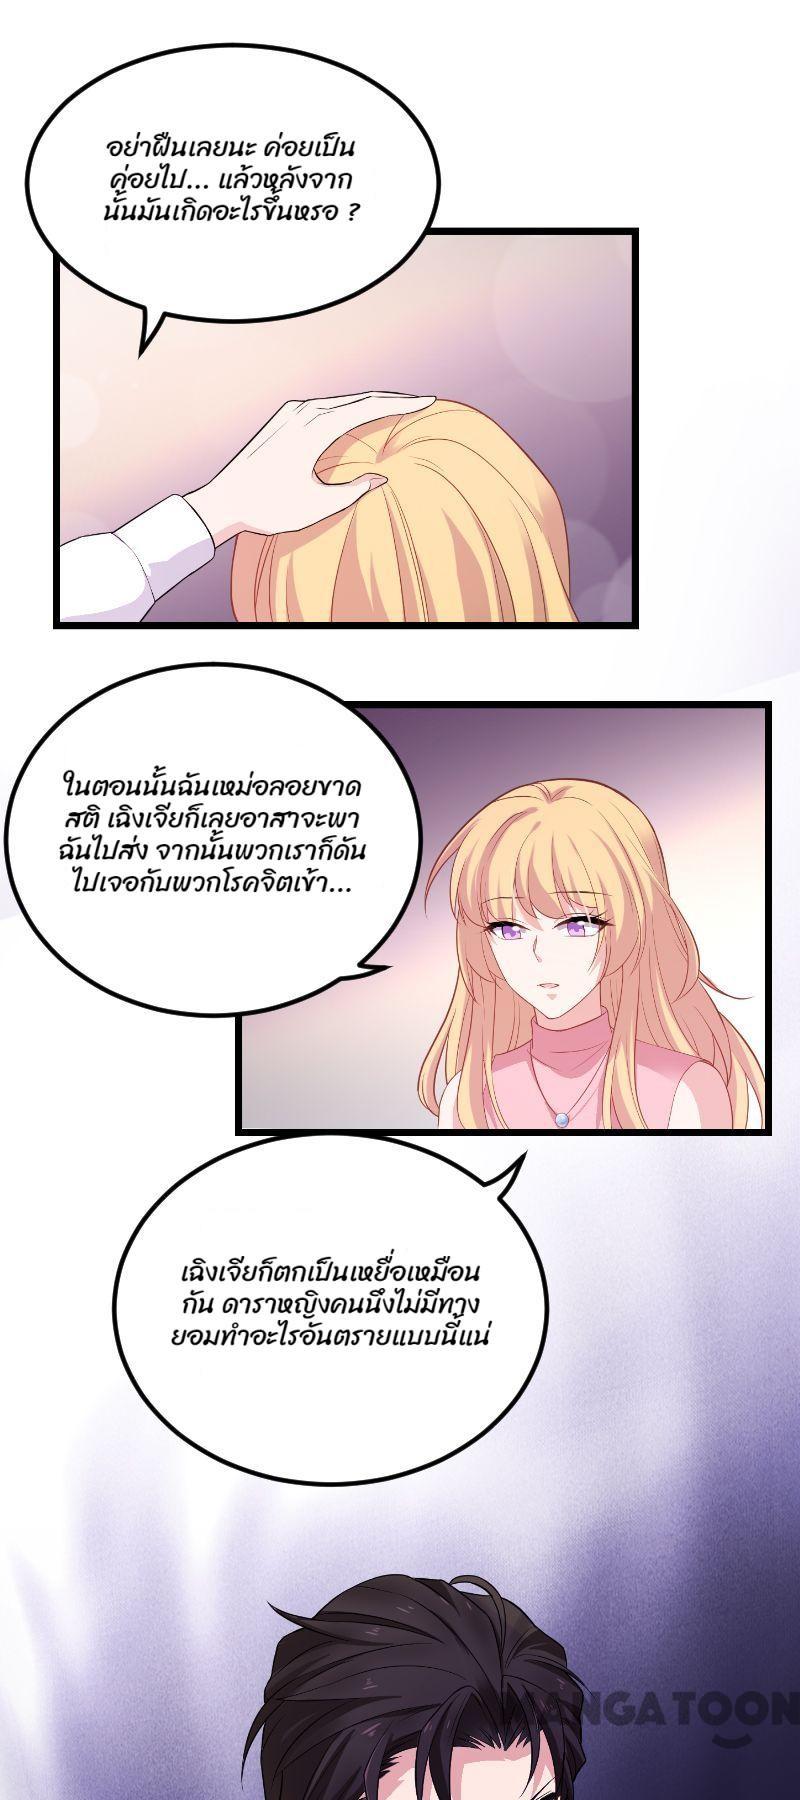 อย่าฝืนเลยนะ ค่อยเป็น
ค่อยไป... แล้วหลังจาก
นั้นมันเกิดอะไรขึ้นหรอ ?
ในตอนนั้นฉันเหม่อลอยขาด
สติ เฉิงเจียก็เลยอาสาจะพา
ฉันไปส่ง จากนั้นพวกเราก็ดัน
ไปเจอกับพวกโรคจิตเข้า...
เฉิงเจียก็ตกเป็นเหยื่อเหมือน
กัน ดาราหญิงคนนึงไม่มีทาง
ยอมทำอะไรอันตรายแบบนี้แน่
MANGATOON